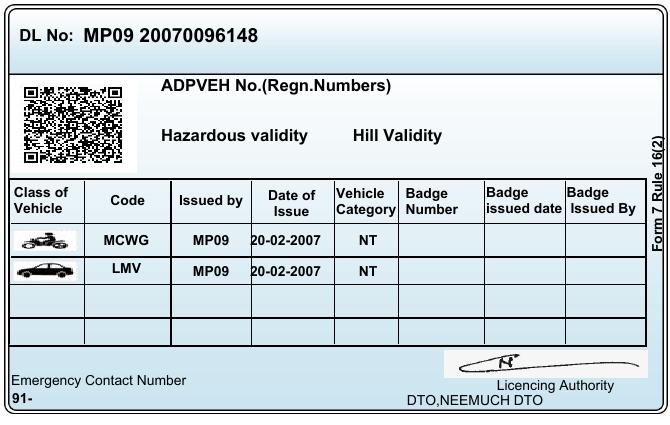 DL No: MP09 20070096148
ADPVEH No.(Regn.Numbers)
Hazardous validity Hill Validity
Form 7 Rule 16(2)
Class of Vehicle Code Issued by Date of Issue Vehicle Category Badge Number Badge issued date Badge Issued By
MCWG MP09 20-02-2007 NT
LMV MP09 20-02-2007 NT
Emergency Contact Number
91-
Licencing Authority
DTO,NEEMUCH DTO